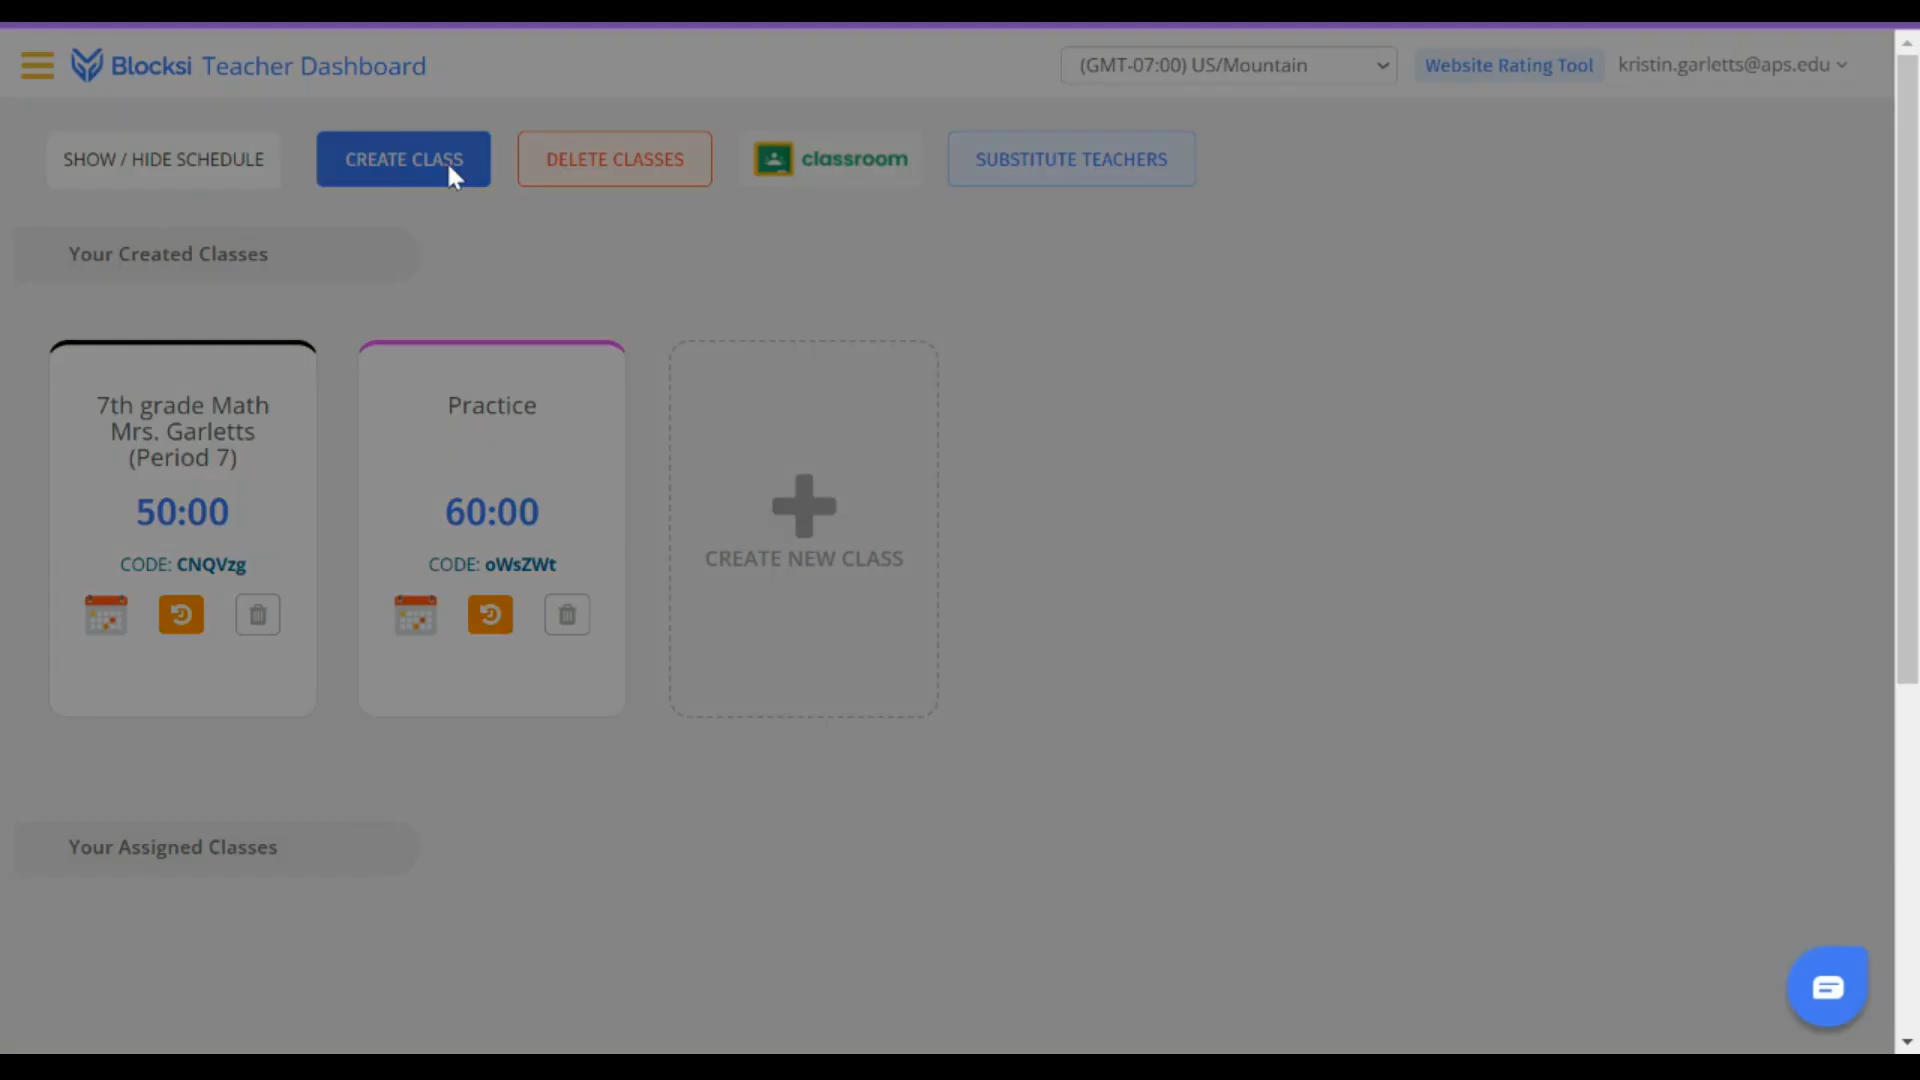 Blocksi Teacher Dashboard
(GMT-07:00) US/Mountain
Website Rating Tool
kristin.garletts@aps.edu
SHOW / HIDE SCHEDULE
CREATE CLASS
DELETE CLASSES
classroom
SUBSTITUTE TEACHERS
Your Created Classes
7th grade Math
Mrs. Garletts
(Period 7)
50:00
CODE: CNQVzg
Practice
60:00
CODE: oWsZWt
CREATE NEW CLASS
Your Assigned Classes